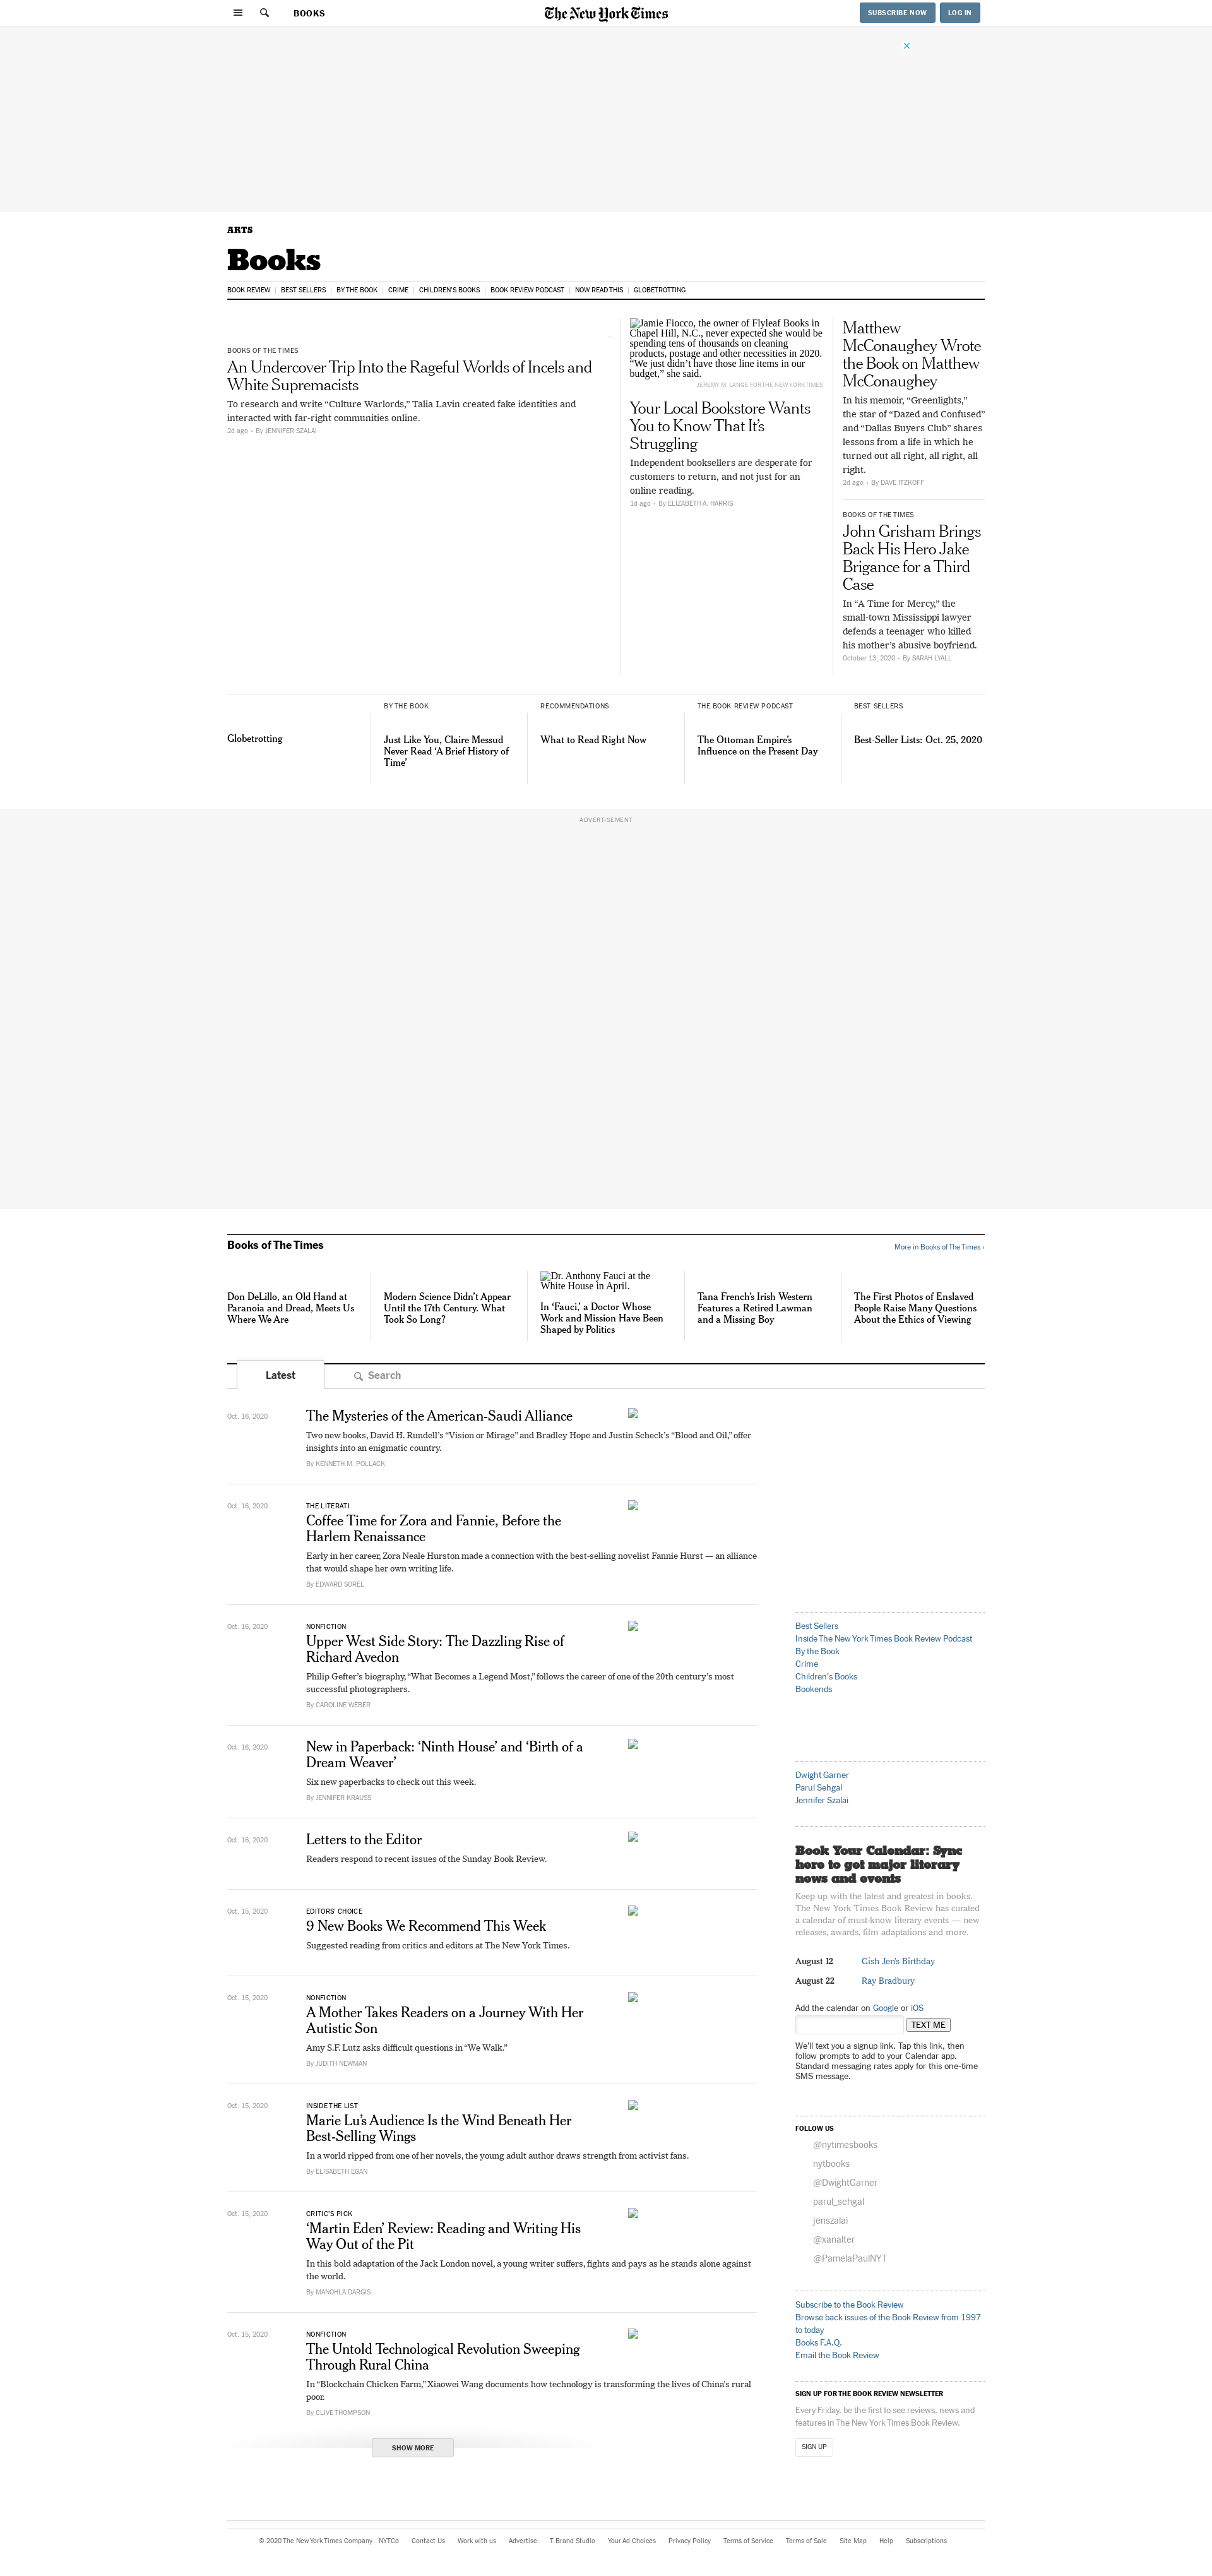 BOOKS
The New York Times
SUBSCRIBE NOW
LOG IN
ARTS
Books
BOOK REVIEW
BEST SELLERS
BY THE BOOK
CRIME
CHILDREN'S BOOKS
BOOK REVIEW PODCAST
NOW READ THIS
GLOBETROTTING
BOOKS OF THE TIMES
An Undercover Trip Into the Rageful Worlds of Incels and
White Supremacists
To research and write “Culture Warlords,” Talia Lavin created fake identities and
interacted with far-right communities online.
2d ago - By JENNIFER SZALAI
Jamie Fiocco, the owner of Flyleaf Books in
Chapel Hill, N.C., never expected she would be
spending tens of thousands on cleaning
products, postage and other necessities in 2020.
“We just didn’t have those line items in our
budget,” she said.
JEREMY M. LANGE FOR THE NEW YORK TIMES
Your Local Bookstore Wants
You to Know That It’s
Struggling
Independent booksellers are desperate for
customers to return, and not just for an
online reading.
1d ago - By ELIZABETH A. HARRIS
Matthew
McConaughey Wrote
the Book on Matthew
McConaughey
In his memoir, “Greenlights,”
the star of “Dazed and Confused”
and “Dallas Buyers Club” shares
lessons from a life in which he
turned out all right, all right, all
right.
2d ago - By DAVE ITZKOFF
BOOKS OF THE TIMES
John Grisham Brings
Back His Hero Jake
Brigance for a Third
Case
In “A Time for Mercy,” the
small-town Mississippi lawyer
defends a teenager who killed
his mother’s abusive boyfriend.
October 13, 2020 - By SARAH LYALL
Globetrotting
BY THE BOOK
Just Like You, Claire Messud
Never Read ‘A Brief History of
Time’
RECOMMENDATIONS
What to Read Right Now
THE BOOK REVIEW PODCAST
The Ottoman Empire’s
Influence on the Present Day
BEST SELLERS
Best-Seller Lists: Oct. 25, 2020
ADVERTISEMENT
Books of The Times
More in Books of The Times ›
Don DeLillo, an Old Hand at
Paranoia and Dread, Meets Us
Where We Are
Modern Science Didn’t Appear
Until the 17th Century. What
Took So Long?
Dr. Anthony Fauci at the
White House in April.
In ‘Fauci,’ a Doctor Whose
Work and Mission Have Been
Shaped by Politics
Tana French’s Irish Western
Features a Retired Lawman
and a Missing Boy
The First Photos of Enslaved
People Raise Many Questions
About the Ethics of Viewing
Latest
Search
Oct. 16, 2020
The Mysteries of the American-Saudi Alliance
Two new books, David H. Rundell’s “Vision or Mirage” and Bradley Hope and Justin Scheck’s “Blood and Oil,” offer
insights into an enigmatic country.
By KENNETH M. POLLACK
Oct. 16, 2020
THE LITERATI
Coffee Time for Zora and Fannie, Before the
Harlem Renaissance
Early in her career, Zora Neale Hurston made a connection with the best-selling novelist Fannie Hurst — an alliance
that would shape her own writing life.
By EDWARD SOREL
Oct. 16, 2020
NONFICTION
Upper West Side Story: The Dazzling Rise of
Richard Avedon
Philip Gefter’s biography, “What Becomes a Legend Most,” follows the career of one of the 20th century’s most
successful photographers.
By CAROLINE WEBER
Oct. 16, 2020
New in Paperback: ‘Ninth House’ and ‘Birth of a
Dream Weaver’
Six new paperbacks to check out this week.
By JENNIFER KRAUSS
Oct. 16, 2020
Letters to the Editor
Readers respond to recent issues of the Sunday Book Review.
Oct. 15, 2020
EDITORS’ CHOICE
9 New Books We Recommend This Week
Suggested reading from critics and editors at The New York Times.
Oct. 15, 2020
NONFICTION
A Mother Takes Readers on a Journey With Her
Autistic Son
Amy S.F. Lutz asks difficult questions in “We Walk.”
By JUDITH NEWMAN
Oct. 15, 2020
INSIDE THE LIST
Marie Lu’s Audience Is the Wind Beneath Her
Best-Selling Wings
In a world ripped from one of her novels, the young adult author draws strength from activist fans.
By ELISABETH EGAN
Oct. 15, 2020
CRITIC’S PICK
‘Martin Eden’ Review: Reading and Writing His
Way Out of the Pit
In this bold adaptation of the Jack London novel, a young writer suffers, fights and pays as he stands alone against
the world.
By MANOHLA DARGIS
Oct. 15, 2020
NONFICTION
The Untold Technological Revolution Sweeping
Through Rural China
In “Blockchain Chicken Farm,” Xiaowei Wang documents how technology is transforming the lives of China’s rural
poor.
By CLIVE THOMPSON
SHOW MORE
Best Sellers
Inside The New York Times Book Review Podcast
By the Book
Crime
Children's Books
Bookends
Dwight Garner
Parul Sehgal
Jennifer Szalai
Book Your Calendar: Sync
here to get major literary
news and events
Keep up with the latest and greatest in books.
The New York Times Book Review has curated
a calendar of must-know literary events — new
releases, awards, film adaptations and more.
August 12 Gish Jen’s Birthday
August 22 Ray Bradbury
Add the calendar on Google or iOS
TEXT ME
We’ll text you a signup link. Tap this link, then
follow prompts to add to your Calendar app.
Standard messaging rates apply for this one-time
SMS message.
FOLLOW US
@nytimesbooks
nytbooks
@DwightGarner
parul_sehgal
jenszalai
@xanalter
@PamelaPaulNYT
Subscribe to the Book Review
Browse back issues of the Book Review from 1997
to today
Books F.A.Q.
Email the Book Review
SIGN UP FOR THE BOOK REVIEW NEWSLETTER
Every Friday, be the first to see reviews, news and
features in The New York Times Book Review.
SIGN UP
© 2020 The New York Times Company NYTCo Contact Us Work with us Advertise T Brand Studio Your Ad Choices Privacy Policy Terms of Service Terms of Sale Site Map Help Subscriptions